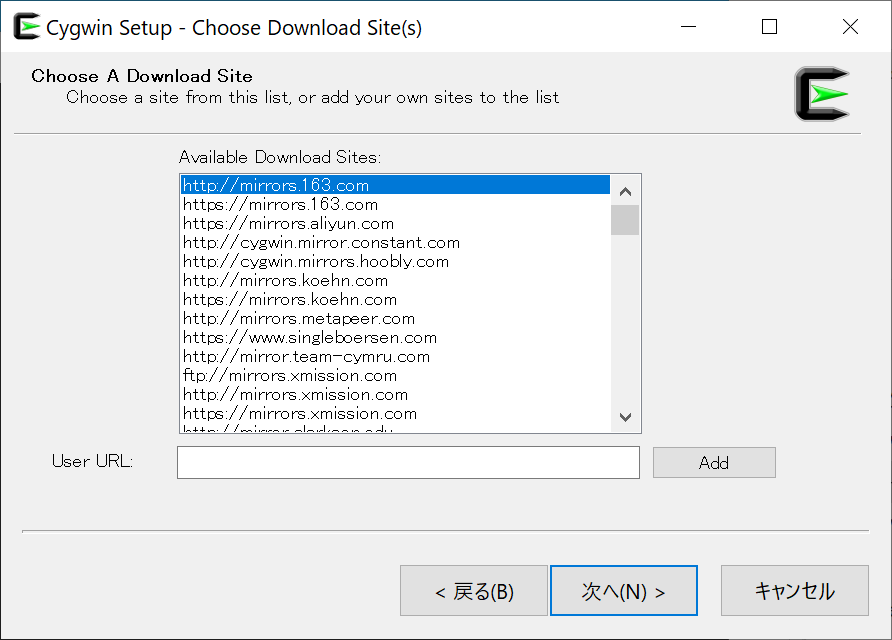 Cygwin Setup - Choose Download Site(s)
Choose A Download Site
Choose a site from this list, or add your own sites to the list
Available Download Sites:
http://mirrors.163.com
https://mirrors.163.com
https://mirrors.aliyun.com
http://cygwin.mirror.constant.com
http://cygwin.mirrors.hoobly.com
http://mirrors.koehn.com
https://mirrors.koehn.com
http://mirrors.metapeer.com
https://www.singleboersen.com
http://mirror.team-cymru.com
ftp://mirrors.xmission.com
http://mirrors.xmission.com
https://mirrors.xmission.com
User URL:
Add
< 戻る(B)
次へ(N) >
キャンセル